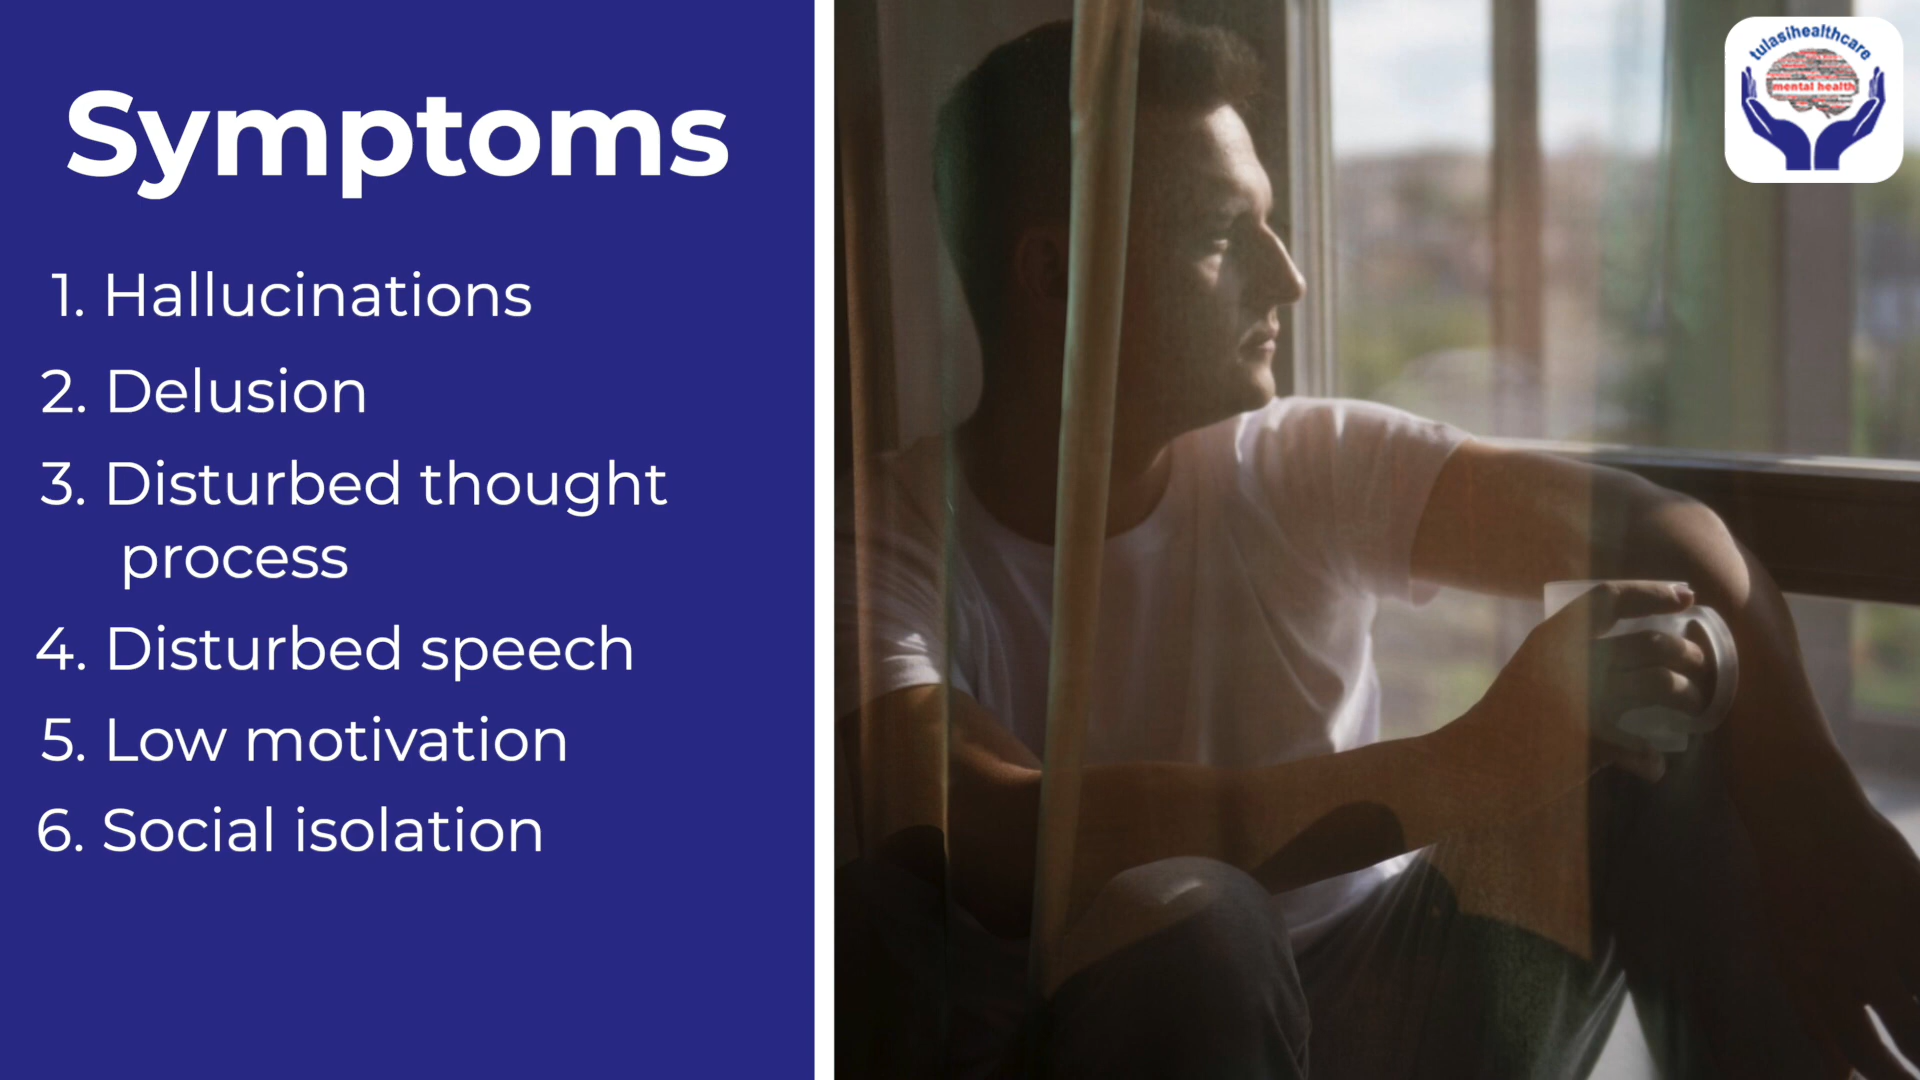 Symptoms
1. Hallucinations
2. Delusion
3. Disturbed thought
process
4. Disturbed speech
5. Low motivation
6. Social isolation
tulasihealthcare
mental health